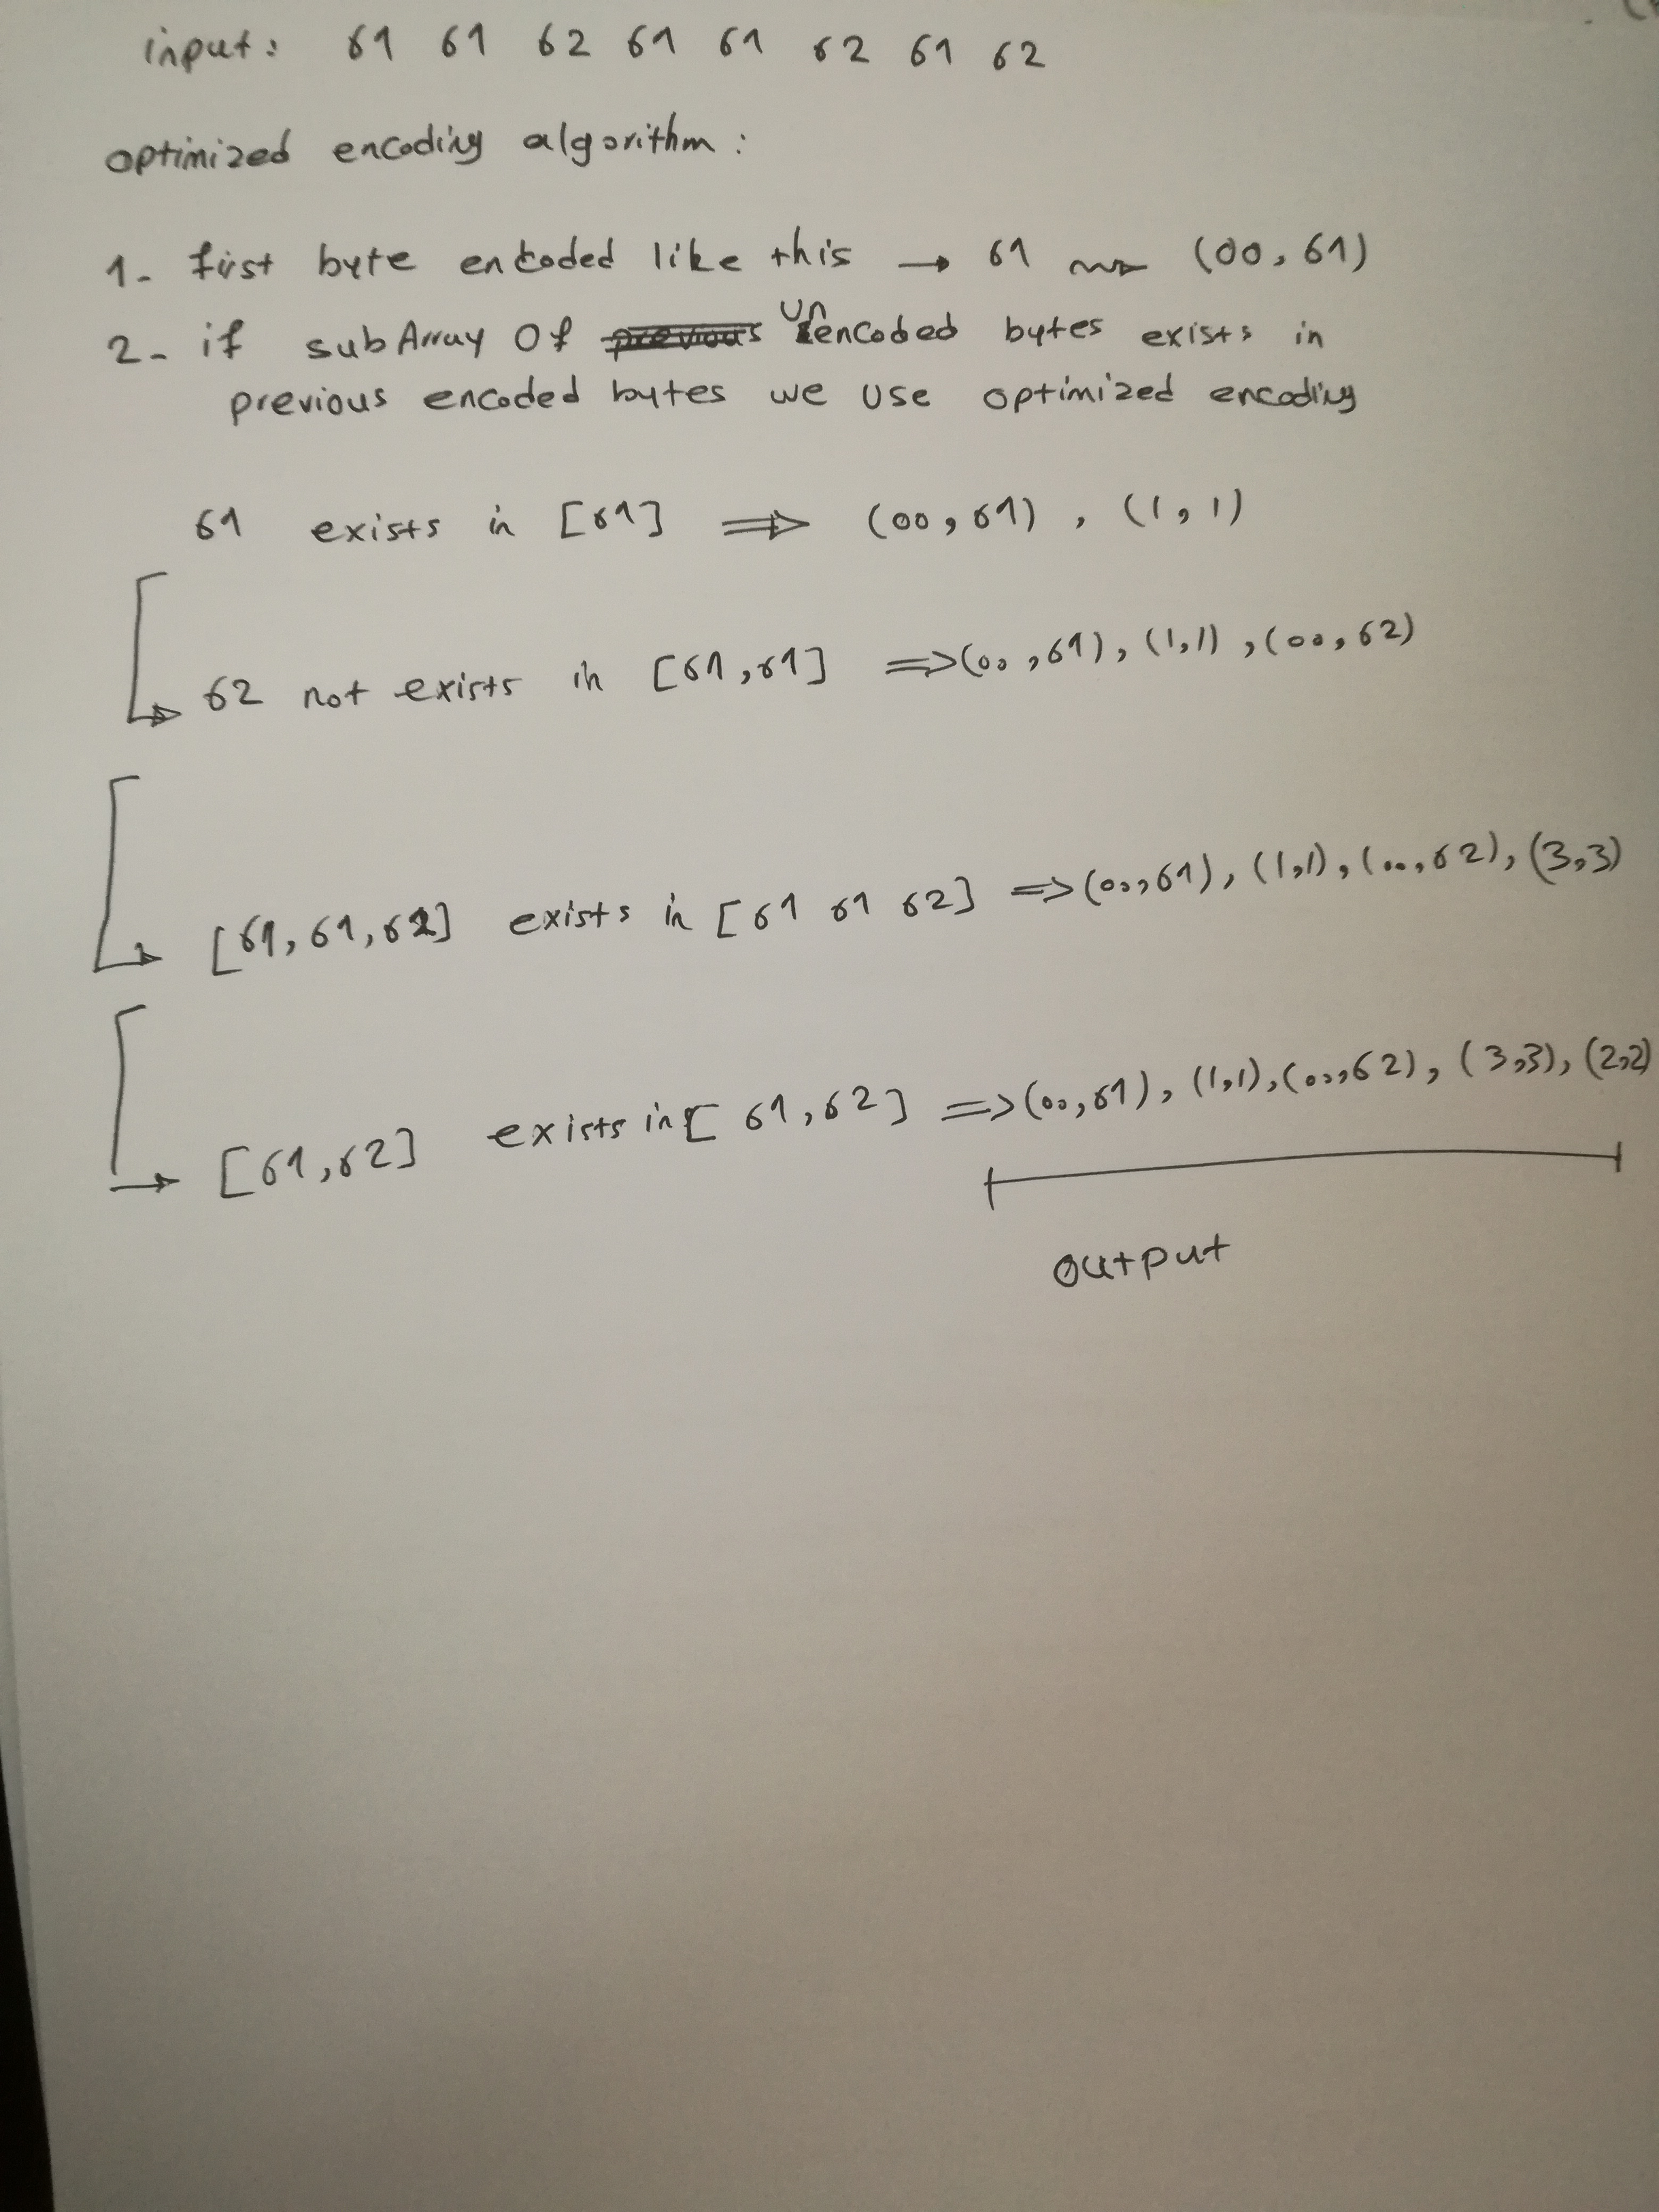 input: 61 61 62 61 61 62 61 62
optimized encoding algorithm:
1- first byte encoded like this → 61 ⇝ (00, 61)
2- if subArray Of unencoded bytes exists in
previous encoded bytes we use optimized encoding
61 exists in [61] ⟹ (00, 61), (1, 1)
62 not exists in [61, 61] ⟹ (00, 61), (1,1), (00, 62)
[61, 61, 62] exists in [61 61 62] ⟹ (00, 61), (1,1), (00, 62), (3,3)
[61, 62] exists in [61, 62] ⟹ (00, 61), (1,1), (00, 62), (3,3), (2,2)
output